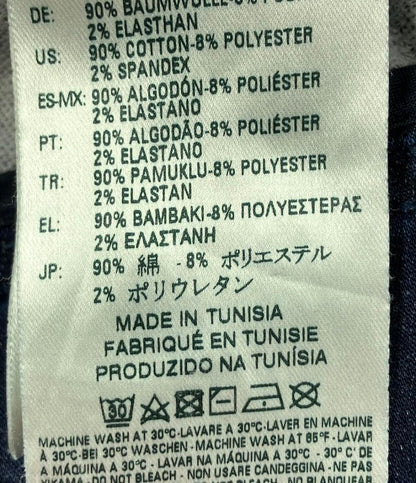 DE: 90% BAUMWOLLE-8% POLYESTER
2% ELASTHAN
US: 90% COTTON-8% POLYESTER
2% SPANDEX
ES-MX: 90% ALGODÓN-8% POLIÉSTER
2% ELASTANO
PT: 90% ALGODÃO-8% POLIÉSTER
2% ELASTANO
TR: 90% PAMUKLU-8% POLYESTER
2% ELASTAN
EL: 90% ΒΑΜΒΑΚΙ-8% ΠΟΛΥΕΣΤΕΡΑΣ
2% ΕΛΑΣΤΑΝΗ
JP: 90% 綿 -8% ポリエステル
2% ポリウレタン
MADE IN TUNISIA
FABRIQUÉ EN TUNISIE
PRODUZIDO NA TUNÍSIA
30
MACHINE WASH AT 30°C-LAVARE A 30°C-LAVER EN MACHINE
À 30°C-BEI 30°C WASCHEN-MACHINE WASH AT 85°F-LAVAR
A MÁQUINA A 30°C - LAVAR NA MÁQUINA A 30°C - 30°C'DE
YIKAMA-DO NOT BLEACH - NON USARE CANDEGGINA - NE PAS